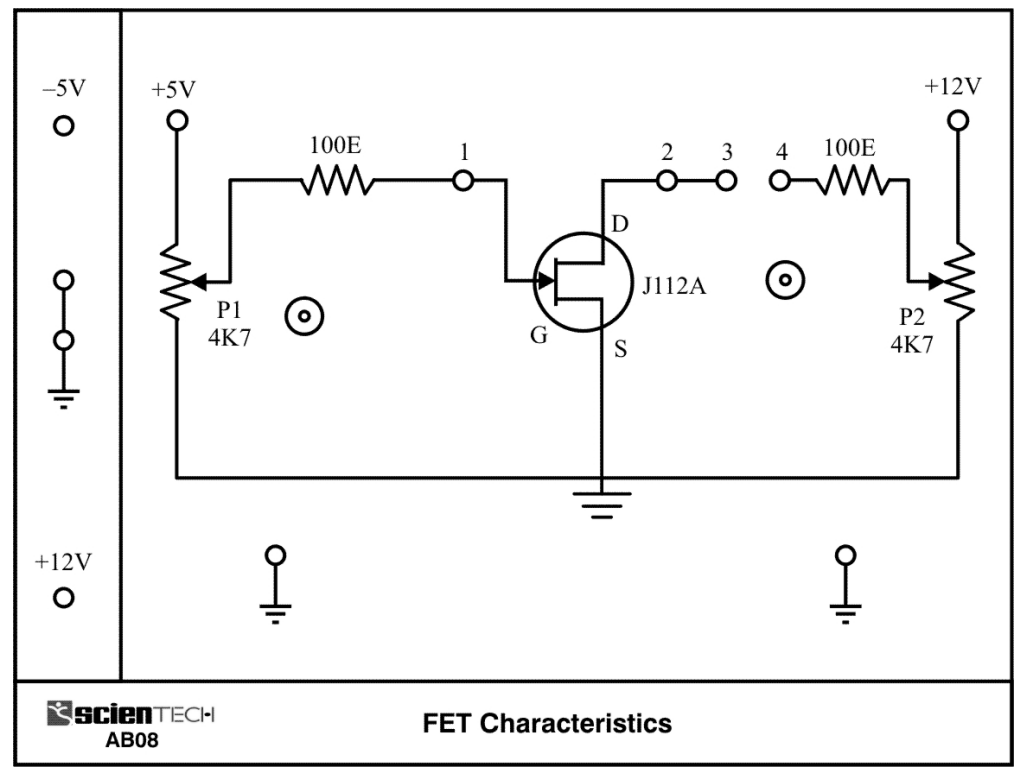 –5V
+5V
+12V
100E
1
2
3
4
100E
D
J112A
P1
4K7
G
S
P2
4K7
+12V
scienTECH
AB08
FET Characteristics